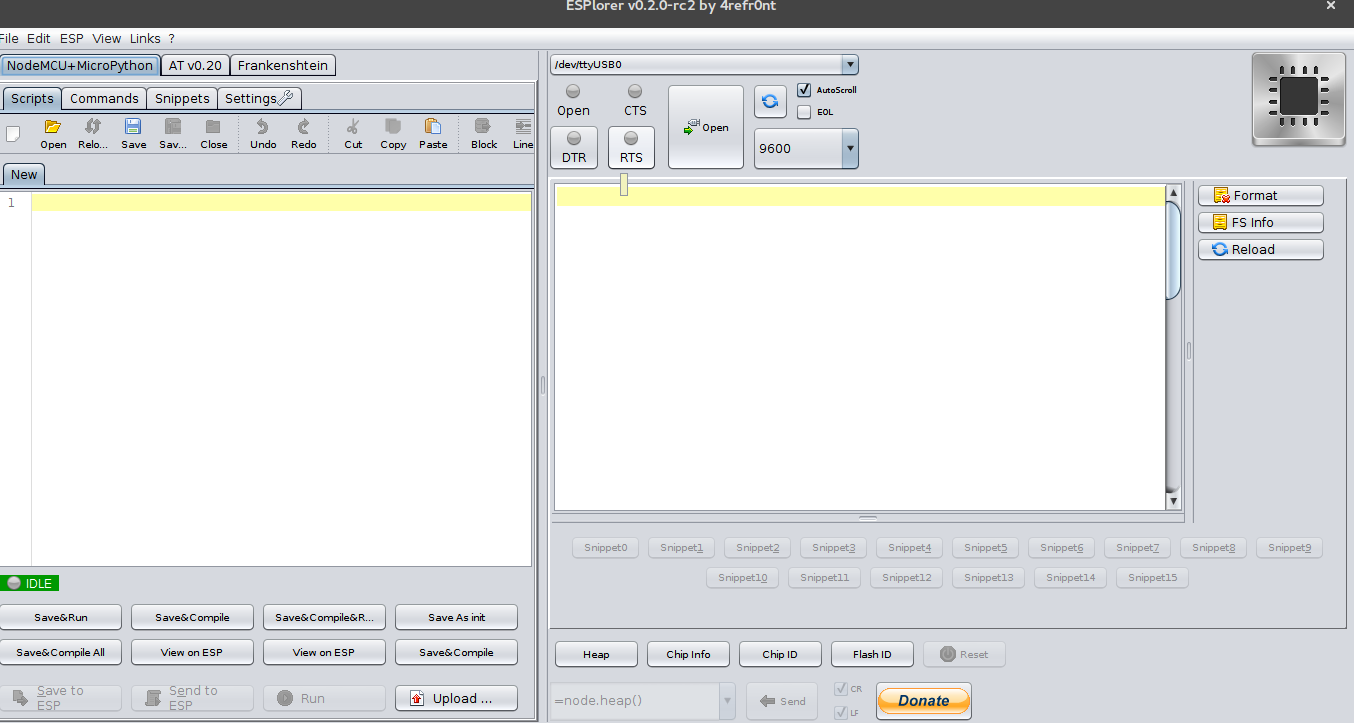 ESPlorer v0.2.0-rc2 by 4refr0nt
File Edit ESP View Links ?
NodeMCU+MicroPython AT v0.20 Frankenshtein
Scripts Commands Snippets Settings
Open Relo... Save Sav... Close Undo Redo Cut Copy Paste Block Line
New
1
IDLE
Save&Run Save&Compile Save&Compile&R... Save As init
Save&Compile All View on ESP View on ESP Save&Compile
Save to ESP Send to ESP Run Upload ...
/dev/ttyUSB0
Open CTS
DTR RTS
Open
AutoScroll
EOL
9600
Format
FS Info
Reload
Snippet0 Snippet1 Snippet2 Snippet3 Snippet4 Snippet5 Snippet6 Snippet7 Snippet8 Snippet9
Snippet10 Snippet11 Snippet12 Snippet13 Snippet14 Snippet15
Heap Chip Info Chip ID Flash ID Reset
=node.heap() Send CR LF Donate